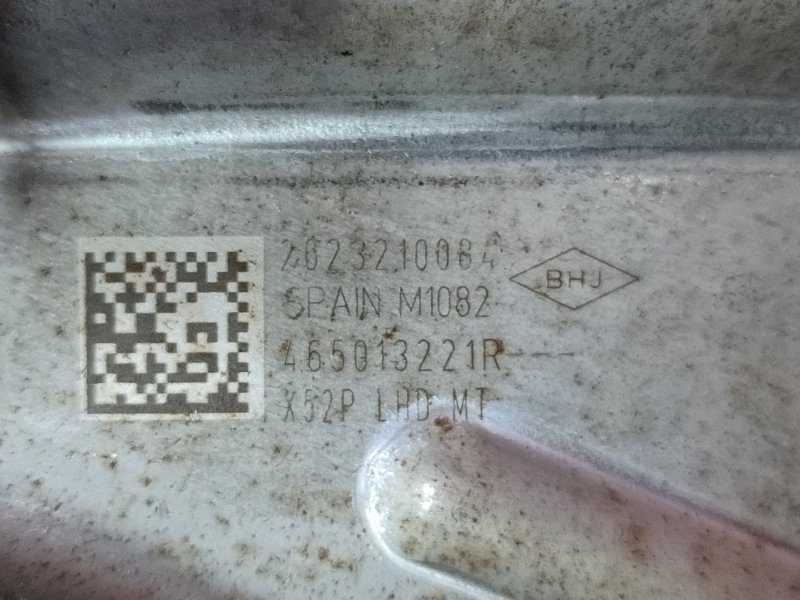 2023210084
BHJ
SPAIN M1082
465013221R---
X52P LHD MT